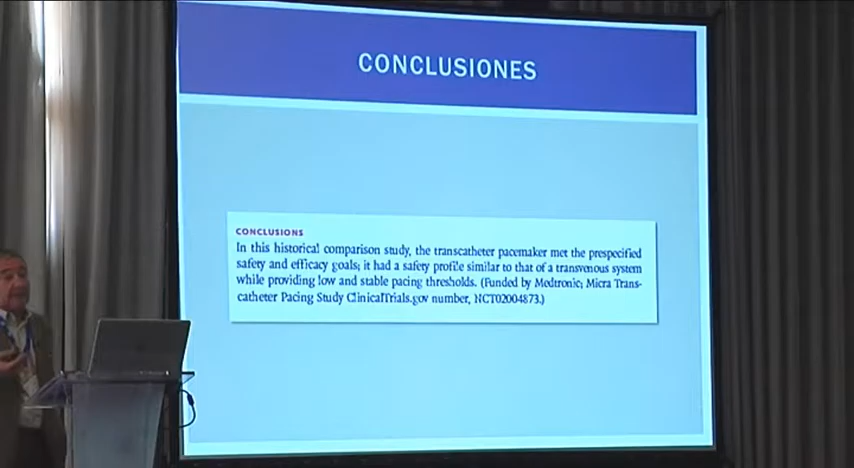 CONCLUSIONES
CONCLUSIONS
In this historical comparison study, the transcatheter pacemaker met the prespecified
safety and efficacy goals; it had a safety profile similar to that of a transvenous system
while providing low and stable pacing thresholds. (Funded by Medtronic; Micra Trans-
catheter Pacing Study ClinicalTrials.gov number, NCT02004873.)